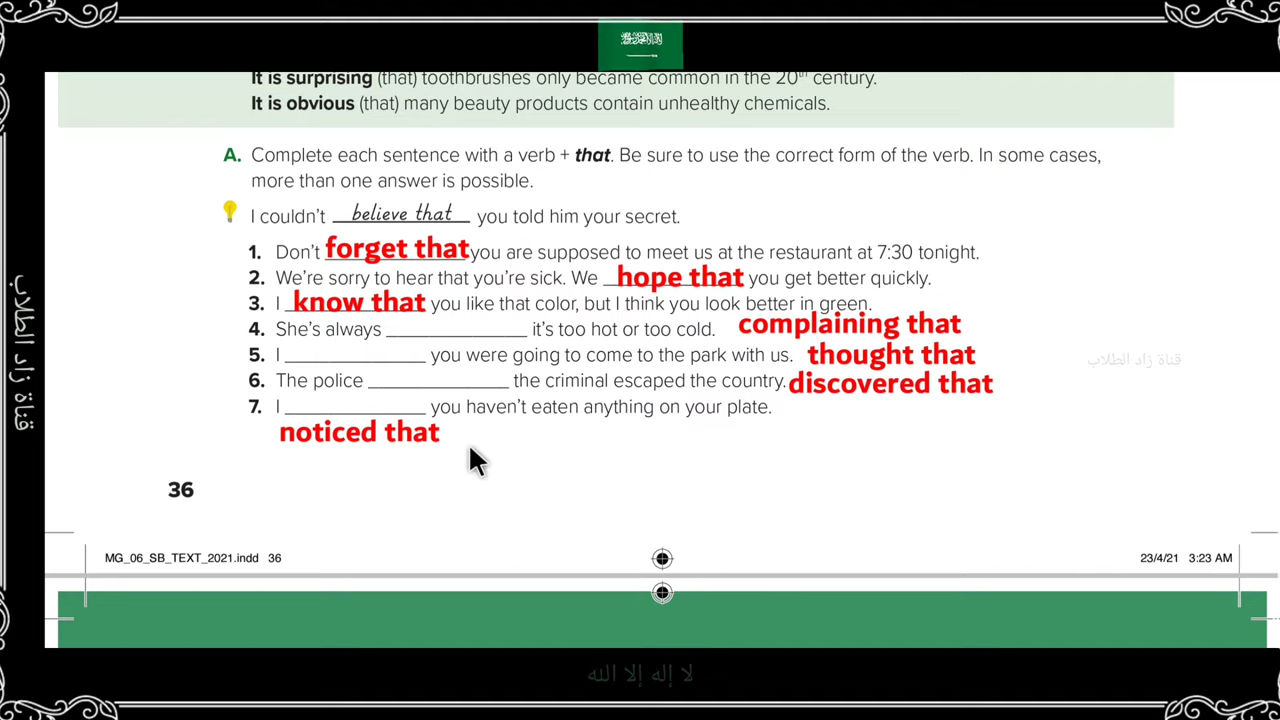 It is surprising (that) toothbrushes only became common in the 20th century.
It is obvious (that) many beauty products contain unhealthy chemicals.
A. Complete each sentence with a verb + that. Be sure to use the correct form of the verb. In some cases,
more than one answer is possible.
I couldn't believe that you told him your secret.
1. Don't forget that you are supposed to meet us at the restaurant at 7:30 tonight.
2. We're sorry to hear that you're sick. We hope that you get better quickly.
3. I know that you like that color, but I think you look better in green.
4. She's always ______________ it's too hot or too cold. complaining that
5. I ______________ you were going to come to the park with us. thought that
6. The police ______________ the criminal escaped the country. discovered that
7. I ______________ you haven't eaten anything on your plate.
noticed that
قناة زاد الطلاب
قناة زاد الطلاب
36
MG_06_SB_TEXT_2021.indd 36
23/4/21 3:23 AM
لا إله إلا الله